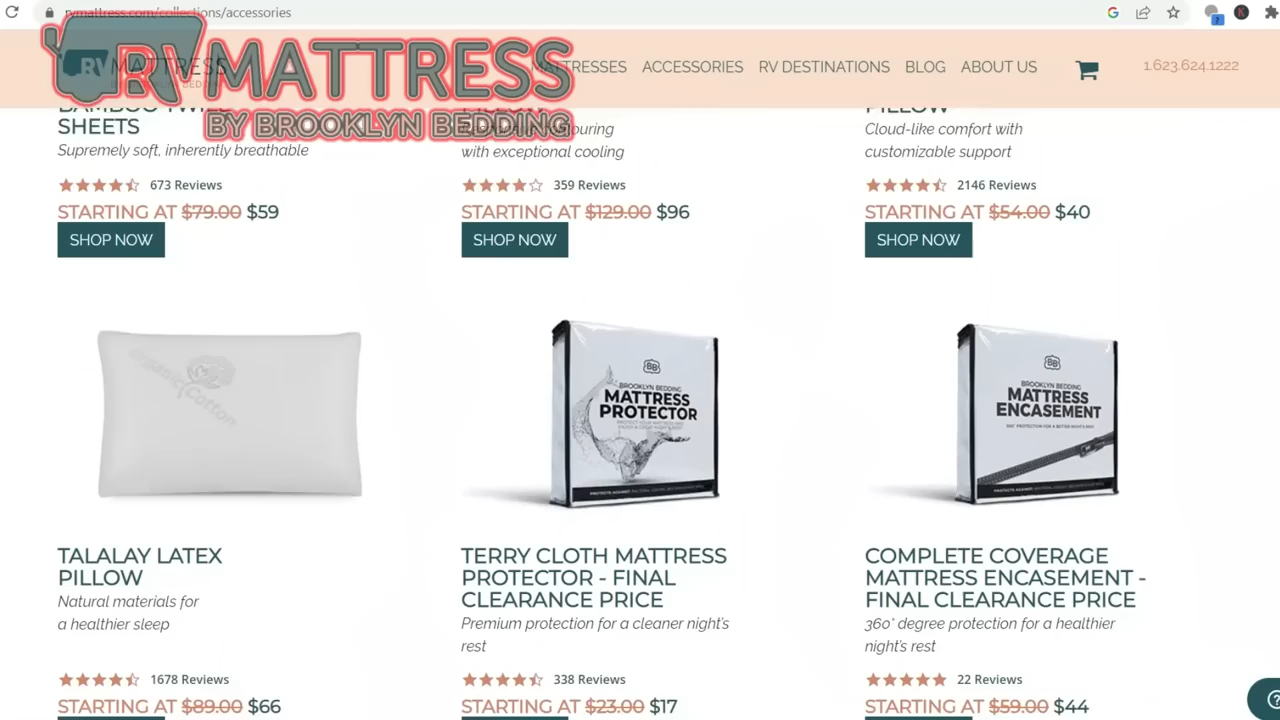 rvmattress.com/collections/accessories
RV MATTRESS
BY BROOKLYN BEDDING
MATTRESSES
ACCESSORIES
RV DESTINATIONS
BLOG
ABOUT US
1.623.624.1222
BAMBOO TWILL
SHEETS
Supremely soft, inherently breathable
673 Reviews
STARTING AT $79.00 $59
SHOP NOW
PILLOW
contouring
with exceptional cooling
359 Reviews
STARTING AT $129.00 $96
SHOP NOW
PILLOW
Cloud-like comfort with
customizable support
2146 Reviews
STARTING AT $54.00 $40
SHOP NOW
Organic Cotton
TALALAY LATEX
PILLOW
Natural materials for
a healthier sleep
1678 Reviews
STARTING AT $89.00 $66
BB
BROOKLYN BEDDING
MATTRESS
PROTECTOR
TERRY CLOTH MATTRESS
PROTECTOR - FINAL
CLEARANCE PRICE
Premium protection for a cleaner night's
rest
338 Reviews
STARTING AT $23.00 $17
BB
BROOKLYN BEDDING
MATTRESS
ENCASEMENT
COMPLETE COVERAGE
MATTRESS ENCASEMENT -
FINAL CLEARANCE PRICE
360° degree protection for a healthier
night's rest
22 Reviews
STARTING AT $59.00 $44